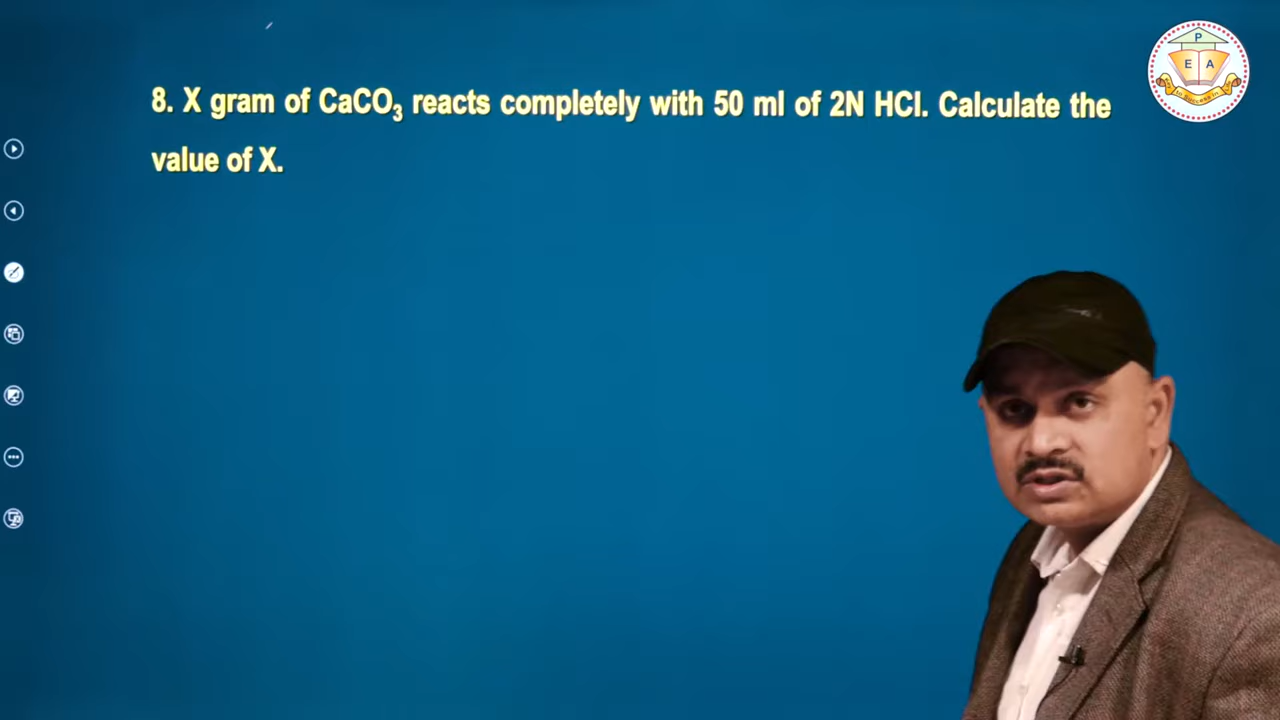 8. X gram of CaCO₃ reacts completely with 50 ml of 2N HCl. Calculate the
value of X.
P
E A